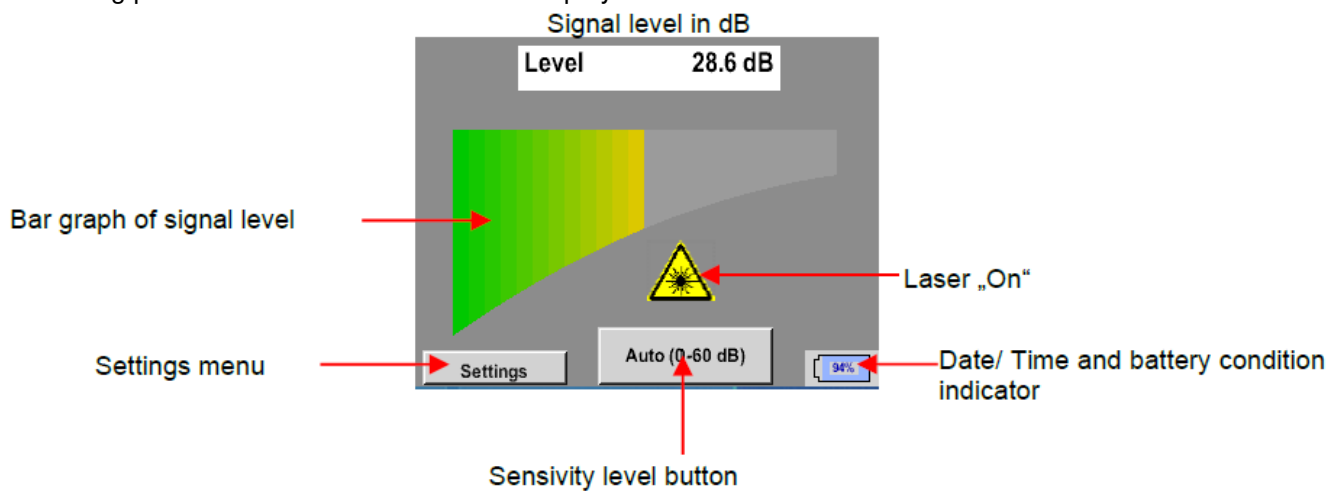 Signal level in dB
Level 28.6 dB
Bar graph of signal level
Laser „On“
Settings menu
Settings
Auto (0-60 dB)
94%
Date/ Time and battery condition
indicator
Sensivity level button